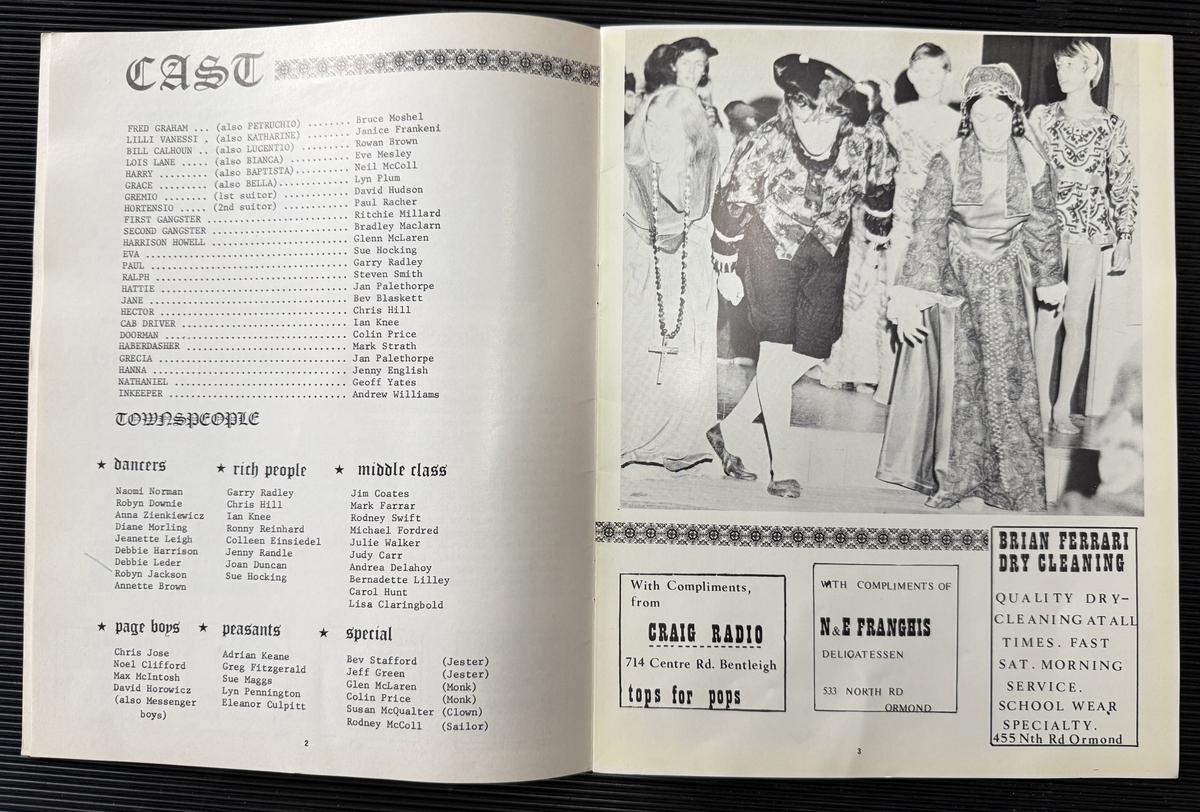 CAST
FRED GRAHAM ... (also PETRUCHIO) ........ Bruce Moshel
LILLI VANESSI . (also KATHARINE) ........ Janice Frankeni
BILL CALHOUN .. (also LUCENTIO) ......... Rowan Brown
LOIS LANE ..... (also BIANCA) ........... Eve Mesley
HARRY ......... (also BAPTISTA).......... Neil McColl
GRACE ......... (also BELLA)............. Lyn Plum
GREMIO ........ (1st suitor) ............ David Hudson
HORTENSIO ..... (2nd suitor) ............ Paul Racher
FIRST GANGSTER .......................... Ritchie Millard
SECOND GANGSTER ......................... Bradley Maclarn
HARRISON HOWELL ......................... Glenn McLaren
EVA ..................................... Sue Hocking
PAUL .................................... Garry Radley
RALPH ................................... Steven Smith
HATTIE .................................. Jan Palethorpe
JANE .................................... Bev Blaskett
HECTOR .................................. Chris Hill
CAB DRIVER .............................. Ian Knee
DOORMAN ................................. Colin Price
HABERDASHER ............................. Mark Strath
GRECIA .................................. Jan Palethorpe
HANNA ................................... Jenny English
NATHANIEL ............................... Geoff Yates
INKEEPER ................................ Andrew Williams
TOWNSPEOPLE
★ dancers
Naomi Norman
Robyn Downie
Anna Zienkiewicz
Diane Morling
Jeanette Leigh
Debbie Harrison
Debbie Leder
Robyn Jackson
Annette Brown
★ rich people
Garry Radley
Chris Hill
Ian Knee
Ronny Reinhard
Colleen Einsiedel
Jenny Randle
Joan Duncan
Sue Hocking
★ middle class
Jim Coates
Mark Farrar
Rodney Swift
Michael Fordred
Julie Walker
Judy Carr
Andrea Delahoy
Bernadette Lilley
Carol Hunt
Lisa Claringbold
★ page boys
Chris Jose
Noel Clifford
Max McIntosh
David Horowicz
(also Messenger
boys)
★ peasants
Adrian Keane
Greg Fitzgerald
Sue Maggs
Lyn Pennington
Eleanor Culpitt
★ special
Bev Stafford (Jester)
Jeff Green (Jester)
Glen McLaren (Monk)
Colin Price (Monk)
Susan McQualter (Clown)
Rodney McColl (Sailor)
2
With Compliments,
from
CRAIG RADIO
714 Centre Rd. Bentleigh
tops for pops
WITH COMPLIMENTS OF
N&E FRANGHIS
DELIGATESSEN
533 NORTH RD
ORMOND
BRIAN FERRARI
DRY CLEANING
QUALITY DRY-
CLEANING AT ALL
TIMES. FAST
SAT. MORNING
SERVICE.
SCHOOL WEAR
SPECIALTY.
455 Nth Rd Ormond
3